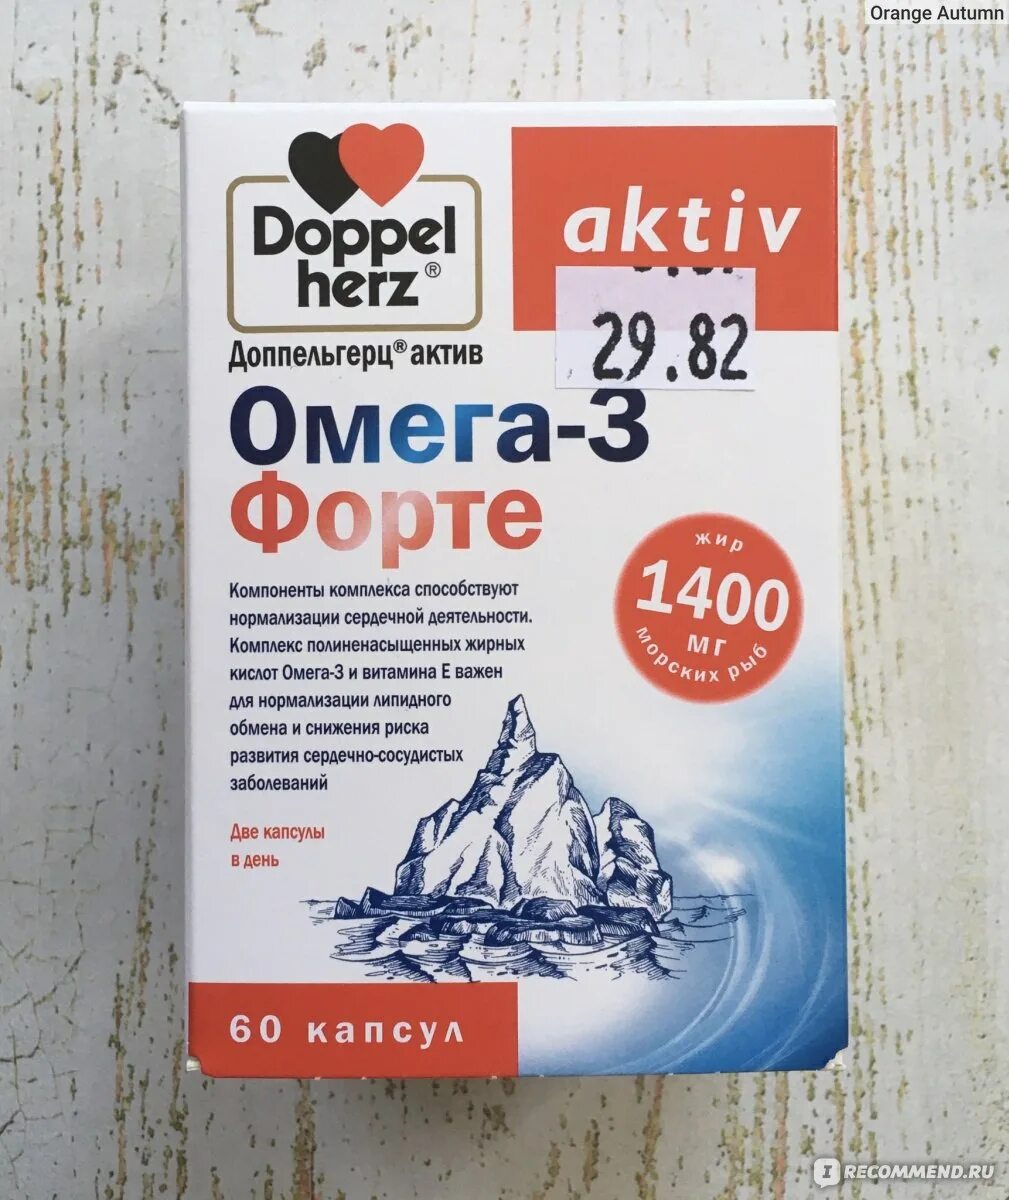 Orange Autumn
Doppel
herz®
aktiv
29.82
Доппельгерц® актив
Омега-3
Форте
Компоненты комплекса способствуют
нормализации сердечной деятельности.
Комплекс полиненасыщенных жирных
кислот Омега-3 и витамина Е важен
для нормализации липидного
обмена и снижения риска
развития сердечно-сосудистых
заболеваний
жир
1400
мг
морских рыб
Две капсулы
в день
60 капсул
IRECOMMEND.RU